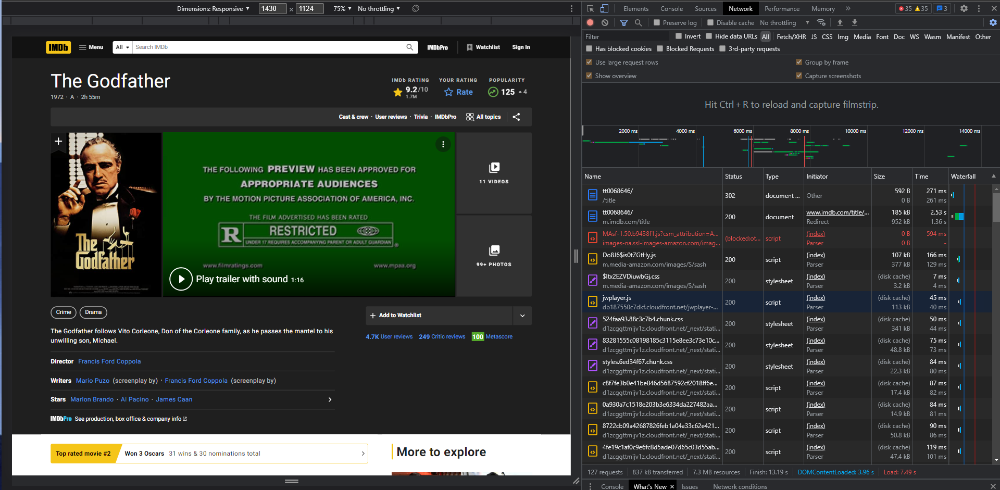 Dimensions: Responsive ▼ 1430 × 1124 75% ▼ No throttling ▼
Elements Console Sources Network Performance Memory » 35 35 3
Preserve log Disable cache No throttling ▼
Filter Invert Hide data URLs All Fetch/XHR JS CSS Img Media Font Doc WS Wasm Manifest Other
Has blocked cookies Blocked Requests 3rd-party requests
Use large request rows Group by frame
Show overview Capture screenshots
Hit Ctrl + R to reload and capture filmstrip.
2000 ms 4000 ms 6000 ms 8000 ms 10000 ms 12000 ms 14000 ms
IMDb Menu All Search IMDb IMDbPro Watchlist Sign In
The Godfather
1972 · A · 2h 55m
IMDb RATING YOUR RATING POPULARITY
9.2/10 Rate 125 4
1.7M
Cast & crew · User reviews · Trivia · IMDbPro All topics
The
Godfather
THE FOLLOWING PREVIEW HAS BEEN APPROVED FOR
APPROPRIATE AUDIENCES
BY THE MOTION PICTURE ASSOCIATION OF AMERICA, INC.
THE FILM ADVERTISED HAS BEEN RATED
R RESTRICTED
UNDER 17 REQUIRES ACCOMPANYING PARENT OR ADULT GUARDIAN
www.filmratings.com www.mpaa.org
Play trailer with sound 1:16
11 VIDEOS
99+ PHOTOS
Crime Drama
The Godfather follows Vito Corleone, Don of the Corleone family, as he passes the mantel to his
unwilling son, Michael.
Add to Watchlist
4.7K User reviews 249 Critic reviews 100 Metascore
Director Francis Ford Coppola
Writers Mario Puzo (screenplay by) · Francis Ford Coppola (screenplay by)
Stars Marlon Brando · Al Pacino · James Caan
IMDbPro See production, box office & company info
Top rated movie #2 Won 3 Oscars 31 wins & 30 nominations total
More to explore
Name Status Type Initiator Size Time Waterfall
tt0068646/ 302 document ... Other 592 B 271 ms
/title 0 B 261 ms
tt0068646/ 200 document www.imdb.com/title/... 185 kB 2.53 s
m.imdb.com/title Redirect 952 kB 1.36 s
MAsf-1.50.b9438f1.js?csm_attribution=A... (blocked:ot... script (index) 0 B 594 ms
images-na.ssl-images-amazon.com/imag... Parser 0 B -
Do8J6$is0tZGtHy.js 200 script (index) 107 kB 166 ms
m.media-amazon.com/images/S/sash Parser 377 kB 129 ms
$Itx2EZVDiuwbGj.css 200 stylesheet (index) (disk cache) 7 ms
m.media-amazon.com/images/S/sash Parser 3.2 kB 4 ms
jwplayer.js 200 script (index) (disk cache) 45 ms
db187550c7dkf.cloudfront.net/jwplayer-... Parser 113 kB 40 ms
524faa93.88c3c7b4.chunk.css 200 stylesheet (index) (disk cache) 50 ms
d1zcggttmijv1z.cloudfront.net/_next/stati... Parser 341 kB 44 ms
83281555c08198185c3115e8ee3c73e10c... 200 stylesheet (index) (disk cache) 75 ms
d1zcggttmijv1z.cloudfront.net/_next/stati... Parser 48.8 kB 73 ms
styles.6ed34f67.chunk.css 200 stylesheet (index) (disk cache) 84 ms
d1zcggttmijv1z.cloudfront.net/_next/stati... Parser 22.3 kB 80 ms
c8f7fe3b0e41be846d5687592cf2018ff6e... 200 script (index) (disk cache) 87 ms
d1zcggttmijv1z.cloudfront.net/_next/stati... Parser 17.4 kB 82 ms
0a930a7c1518e203b3e6334da227482aa... 200 script (index) (disk cache) 84 ms
d1zcggttmijv1z.cloudfront.net/_next/stati... Parser 14.9 kB 81 ms
8722cb09a42687826feb1a04a33c62e421... 200 script (index) (disk cache) 90 ms
d1zcggttmijv1z.cloudfront.net/_next/stati... Parser 50.8 kB 86 ms
4fe19c1af0c9e6fc8d5ade07d65c03d55ab... 200 script (index) (disk cache) 119 ms
d1zcggttmijv1z.cloudfront.net/_next/stati... Parser 47.4 kB 101 ms
127 requests 837 kB transferred 7.3 MB resources Finish: 13.19 s DOMContentLoaded: 3.96 s Load: 7.49 s
Console What's New × Issues Network conditions